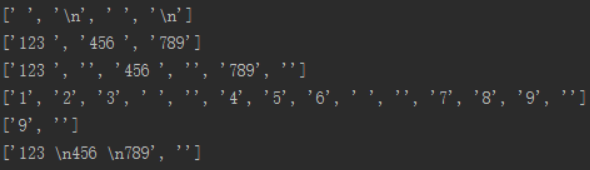 [' ', '\n', ' ', '\n']
['123 ', '456 ', '789']
['123 ', '', '456 ', '', '789', '']
['1', '2', '3', ' ', '', '4', '5', '6', ' ', '', '7', '8', '9', '']
['9', '']
['123 \n456 \n789', '']